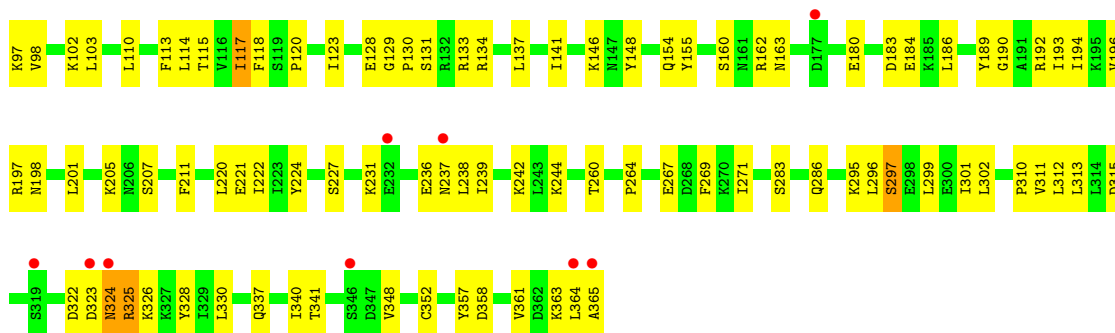 K97 V98 K102 L103 L110 F113 L114 T115 V116 I117 F118 S119 P120 I123 E128 G129 P130 S131 R132 R133 R134 L137 I141 K146 N147 Y148 Q154 Y155 S160 N161 R162 N163 D177 E180 D183 E184 K185 L186 Y189 G190 A191 R192 I193 I194 K195
R197 N198 L201 K205 N206 S207 F211 L220 E221 I222 I223 Y224 S227 K231 E232 E236 N237 L238 I239 K242 L243 K244 T260 P264 E267 D268 F269 K270 I271 S283 Q286 K295 L296 S297 E298 L299 E300 I301 L302 P310 V311 L312 L313 L314
S319 D322 D323 N324 R325 K326 K327 Y328 I329 L330 Q337 I340 T341 S346 D347 V348 C352 Y357 D358 V361 D362 K363 L364 A365